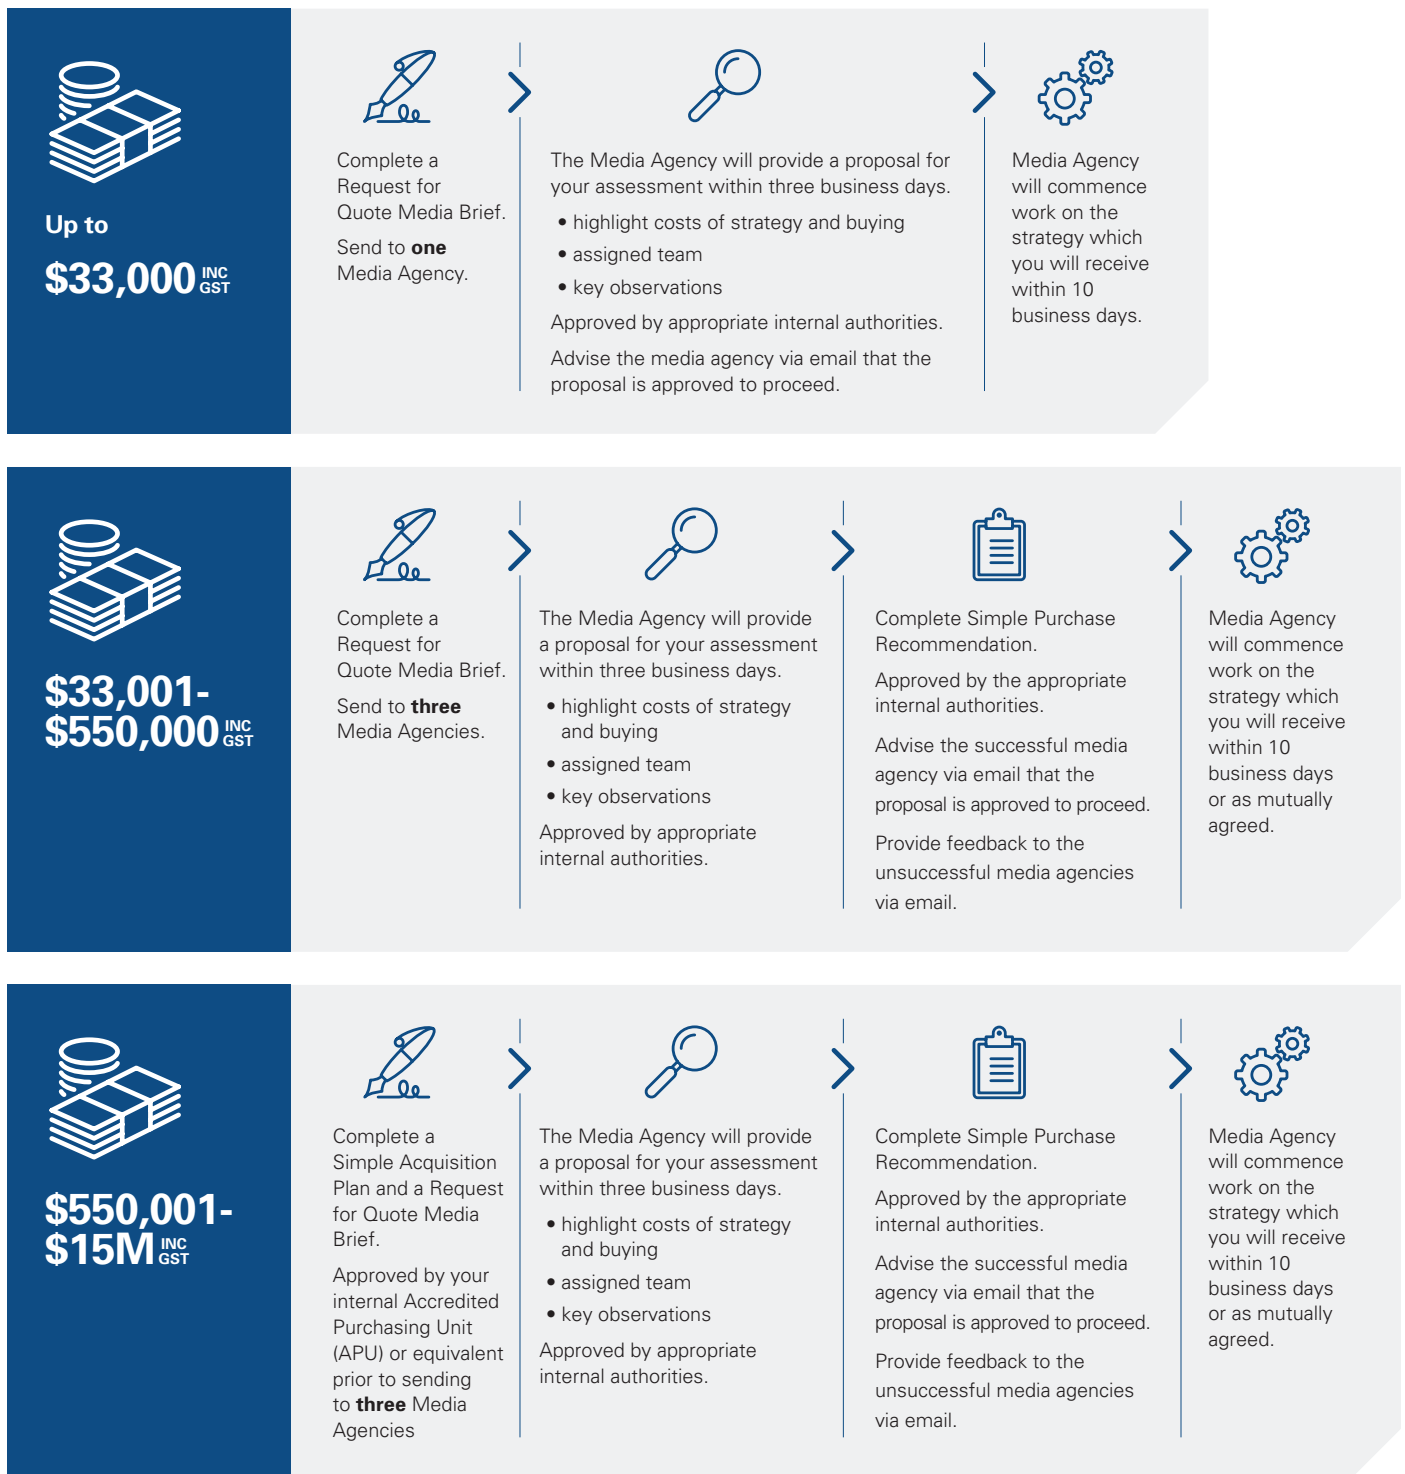 Up to
$33,000 INC GST
Complete a
Request for
Quote Media Brief.
Send to one
Media Agency.
The Media Agency will provide a proposal for
your assessment within three business days.
• highlight costs of strategy and buying
• assigned team
• key observations
Approved by appropriate internal authorities.
Advise the media agency via email that the
proposal is approved to proceed.
Media Agency
will commence
work on the
strategy which
you will receive
within 10
business days.
$33,001-
$550,000 INC GST
Complete a
Request for
Quote Media Brief.
Send to three
Media Agencies.
The Media Agency will provide
a proposal for your assessment
within three business days.
• highlight costs of strategy
and buying
• assigned team
• key observations
Approved by appropriate
internal authorities.
Complete Simple Purchase
Recommendation.
Approved by the appropriate
internal authorities.
Advise the successful media
agency via email that the
proposal is approved to proceed.
Provide feedback to the
unsuccessful media agencies
via email.
Media Agency
will commence
work on the
strategy which
you will receive
within 10
business days
or as mutually
agreed.
$550,001-
$15M INC GST
Complete a
Simple Acquisition
Plan and a Request
for Quote Media
Brief.
Approved by your
internal Accredited
Purchasing Unit
(APU) or equivalent
prior to sending
to three Media
Agencies
The Media Agency will provide
a proposal for your assessment
within three business days.
• highlight costs of strategy
and buying
• assigned team
• key observations
Approved by appropriate
internal authorities.
Complete Simple Purchase
Recommendation.
Approved by the appropriate
internal authorities.
Advise the successful media
agency via email that the
proposal is approved to proceed.
Provide feedback to the
unsuccessful media agencies
via email.
Media Agency
will commence
work on the
strategy which
you will receive
within 10
business days
or as mutually
agreed.